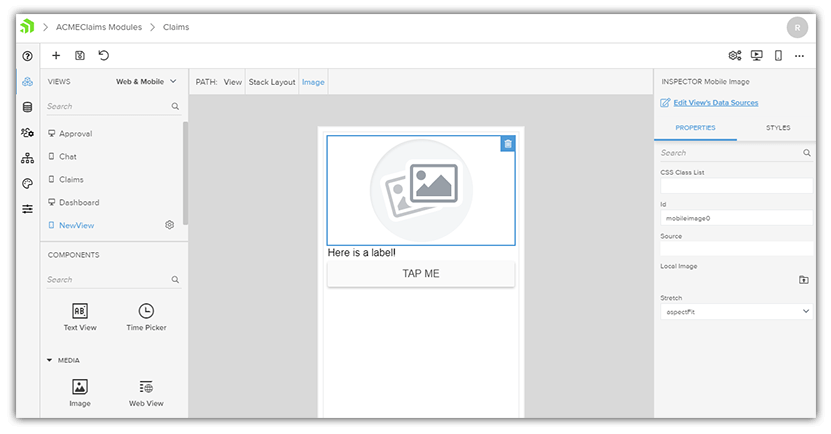 ACMEClaims Modules
Claims
R
VIEWS
Web & Mobile
Search
Approval
Chat
Claims
Dashboard
NewView
COMPONENTS
Search
AB
Text View
Time Picker
MEDIA
Image
Web View
PATH: View Stack Layout Image
Here is a label!
TAP ME
INSPECTOR Mobile Image
Edit View's Data Sources
PROPERTIES
STYLES
Search
CSS Class List
Id
mobileimage0
Source
Local Image
Stretch
aspectFit